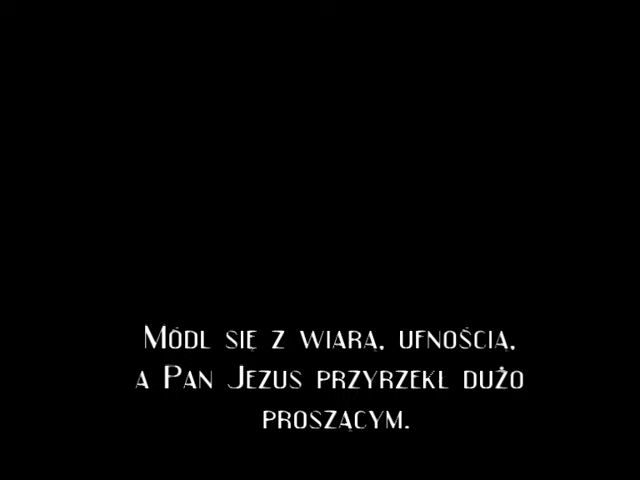 Módl się z wiarą, ufnością,
a Pan Jezus przyrzekł dużo
proszącym.